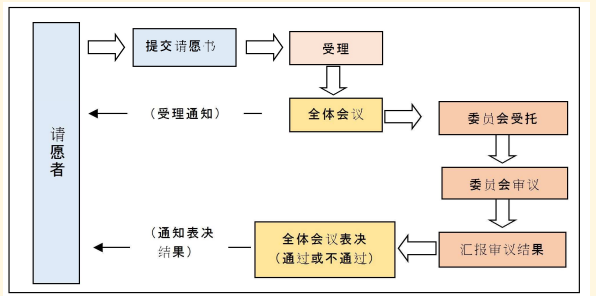 请愿者
提交请愿书
受理
（受理通知）
全体会议
委员会受托
委员会审议
汇报审议结果
全体会议表决
（通过或不通过）
（通知表决
结果）